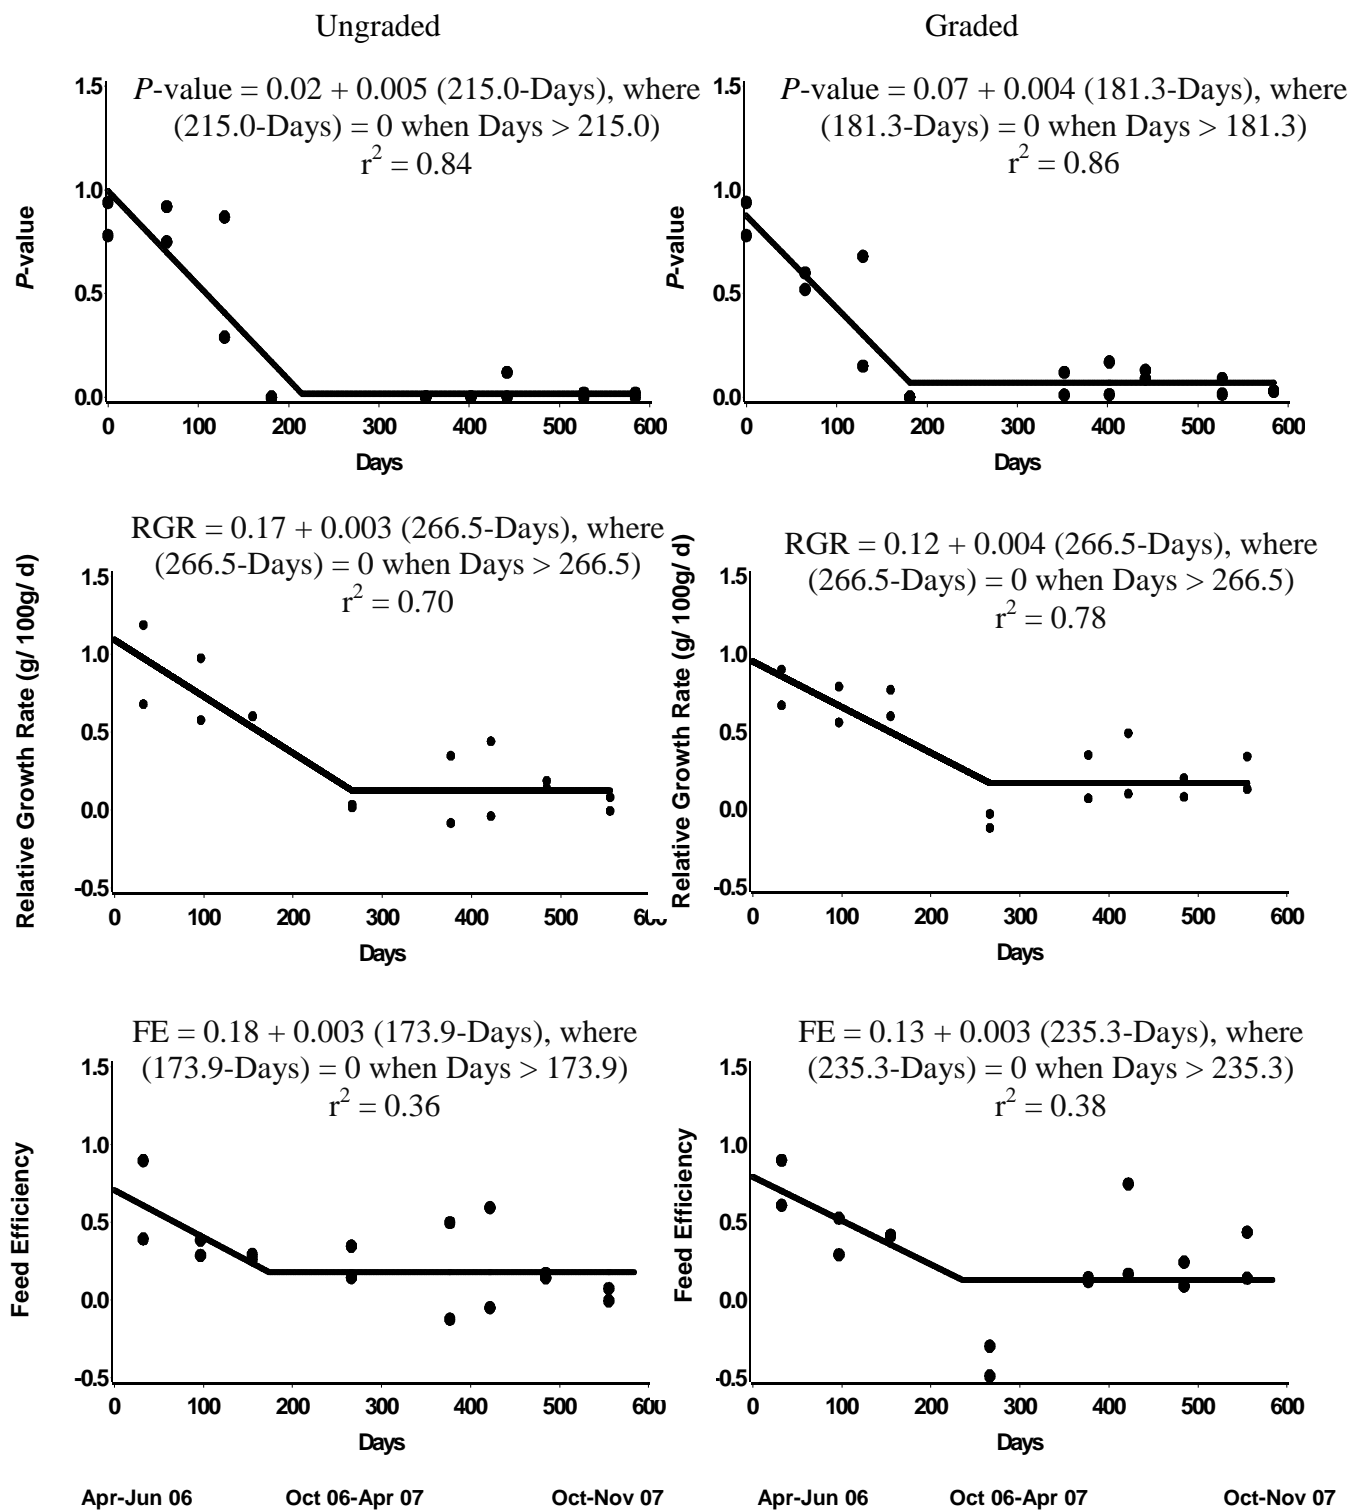 Ungraded
Graded
P-value = 0.02 + 0.005 (215.0-Days), where
(215.0-Days) = 0 when Days > 215.0)
r² = 0.84
1.5
1.0
0.5
0.0
P-value
0 100 200 300 400 500 600
Days
P-value = 0.07 + 0.004 (181.3-Days), where
(181.3-Days) = 0 when Days > 181.3)
r² = 0.86
1.5
1.0
0.5
0.0
P-value
0 100 200 300 400 500 600
Days
RGR = 0.17 + 0.003 (266.5-Days), where
(266.5-Days) = 0 when Days > 266.5)
r² = 0.70
1.5
1.0
0.5
0.0
-0.5
Relative Growth Rate (g/ 100g/ d)
0 100 200 300 400 500
Days
RGR = 0.12 + 0.004 (266.5-Days), where
(266.5-Days) = 0 when Days > 266.5)
r² = 0.78
1.5
1.0
0.5
0.0
-0.5
Relative Growth Rate (g/ 100g/ d)
0 100 200 300 400 500 600
Days
FE = 0.18 + 0.003 (173.9-Days), where
(173.9-Days) = 0 when Days > 173.9)
r² = 0.36
1.5
1.0
0.5
0.0
-0.5
Feed Efficiency
0 100 200 300 400 500 600
Days
FE = 0.13 + 0.003 (235.3-Days), where
(235.3-Days) = 0 when Days > 235.3)
r² = 0.38
1.5
1.0
0.5
0.0
-0.5
Feed Efficiency
0 100 200 300 400 500 600
Days
Apr-Jun 06 Oct 06-Apr 07 Oct-Nov 07
Apr-Jun 06 Oct 06-Apr 07 Oct-Nov 07